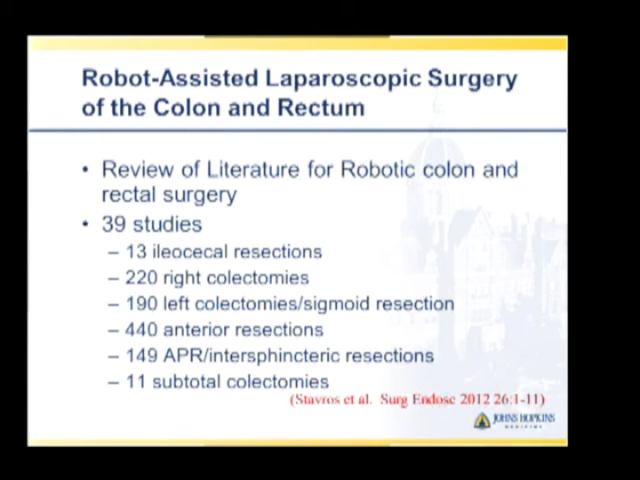 Robot-Assisted Laparoscopic Surgery
of the Colon and Rectum
• Review of Literature for Robotic colon and
rectal surgery
• 39 studies
– 13 ileocecal resections
– 220 right colectomies
– 190 left colectomies/sigmoid resection
– 440 anterior resections
– 149 APR/intersphincteric resections
– 11 subtotal colectomies
(Stavros et al. Surg Endosc 2012 26:1-11)
JOHNS HOPKINS
MEDICINE